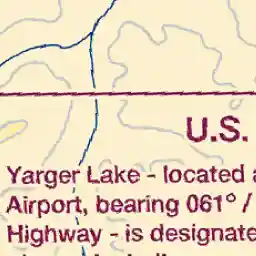 U.S.
Yarger Lake - located
Airport, bearing 061° /
Highway - is designate